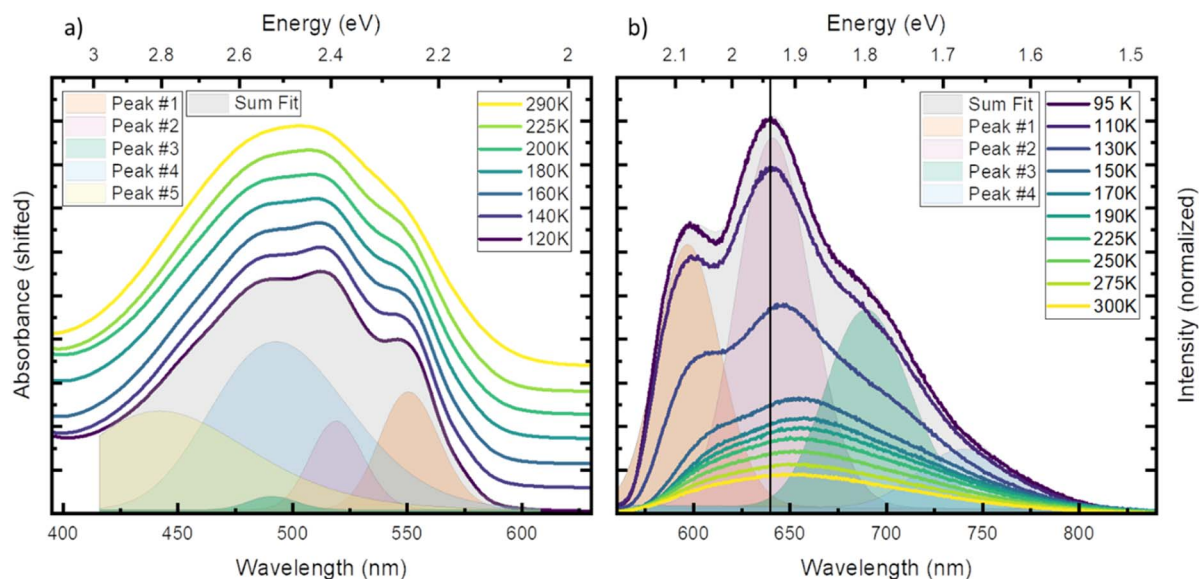 a)
Energy (eV)
3 2.8 2.6 2.4 2.2 2
Peak #1
Peak #2
Peak #3
Peak #4
Peak #5
Sum Fit
290K
225K
200K
180K
160K
140K
120K
Absorbance (shifted)
400 450 500 550 600
Wavelength (nm)
b)
Energy (eV)
2.1 2 1.9 1.8 1.7 1.6 1.5
Sum Fit
Peak #1
Peak #2
Peak #3
Peak #4
95 K
110K
130K
150K
170K
190K
225K
250K
275K
300K
Intensity (normalized)
600 650 700 750 800
Wavelength (nm)